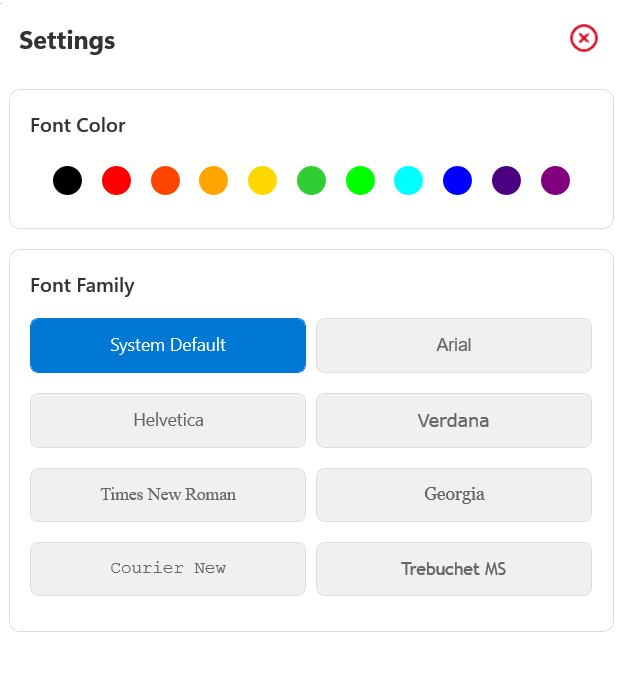 Settings
Font Color
Font Family
System Default
Arial
Helvetica
Verdana
Times New Roman
Georgia
Courier New
Trebuchet MS